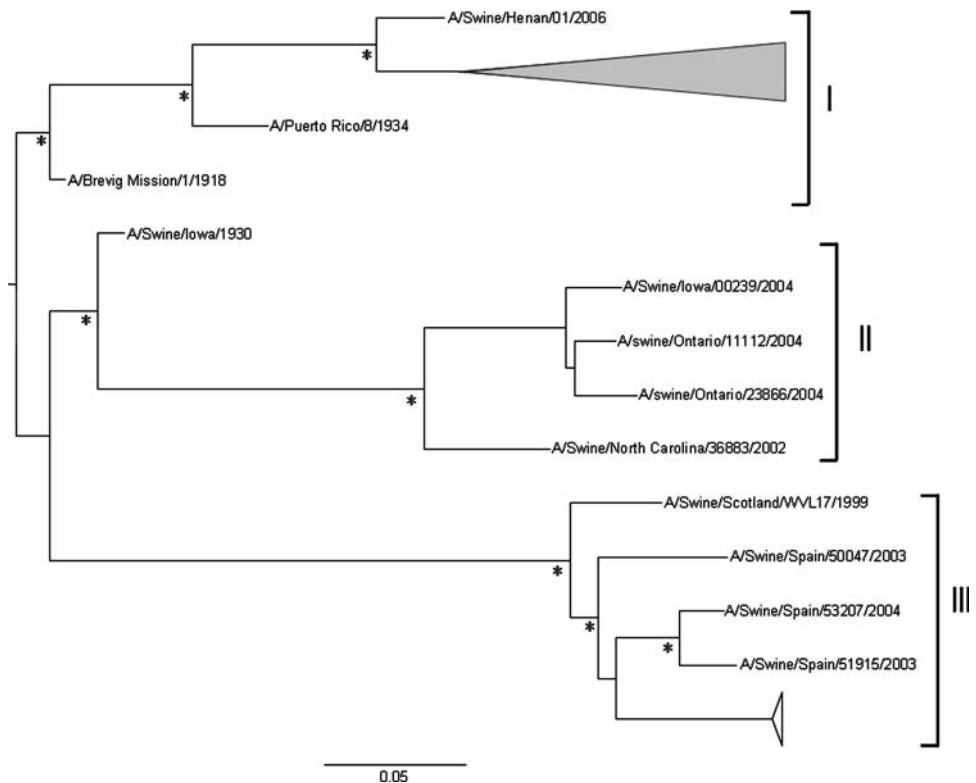 A/Swine/Henan/01/2006
I
A/Puerto Rico/8/1934
*
*
*
A/Brevig Mission/1/1918
A/Swine/Iowa/1930
A/Swine/Iowa/00239/2004
*
A/swine/Ontario/11112/2004
II
A/swine/Ontario/23866/2004
*
A/Swine/North Carolina/36883/2002
A/Swine/Scotland/WVL17/1999
A/Swine/Spain/50047/2003
*
III
A/Swine/Spain/53207/2004
*
*
A/Swine/Spain/51915/2003
0.05